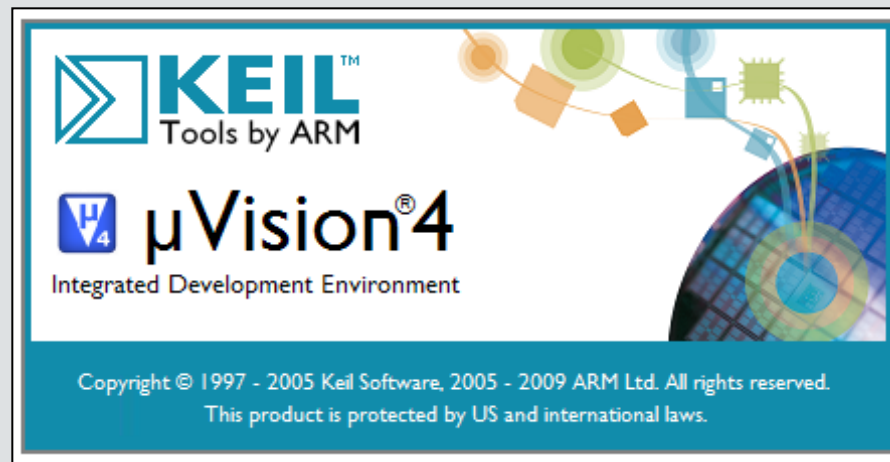 KEIL™
Tools by ARM
µ
V
4
µVision®4
Integrated Development Environment
Copyright © 1997 - 2005 Keil Software, 2005 - 2009 ARM Ltd. All rights reserved.
This product is protected by US and international laws.